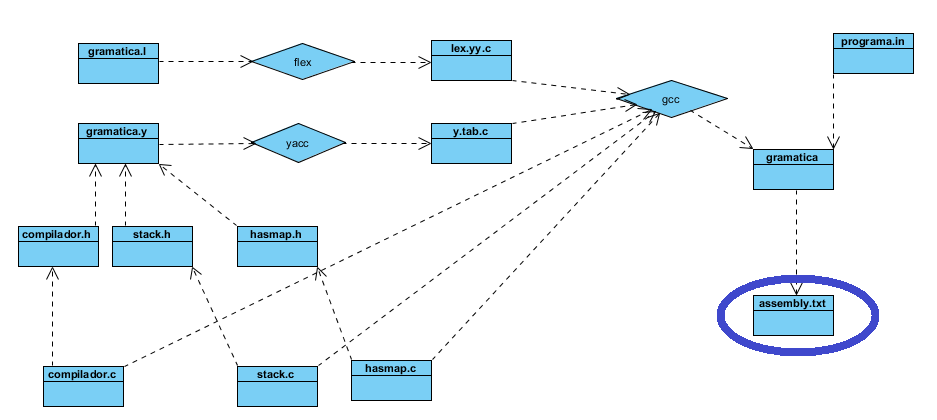 gramatica.l
flex
lex.yy.c
programa.in
gcc
gramatica.y
yacc
y.tab.c
gramatica
compilador.h
stack.h
hasmap.h
assembly.txt
compilador.c
stack.c
hasmap.c